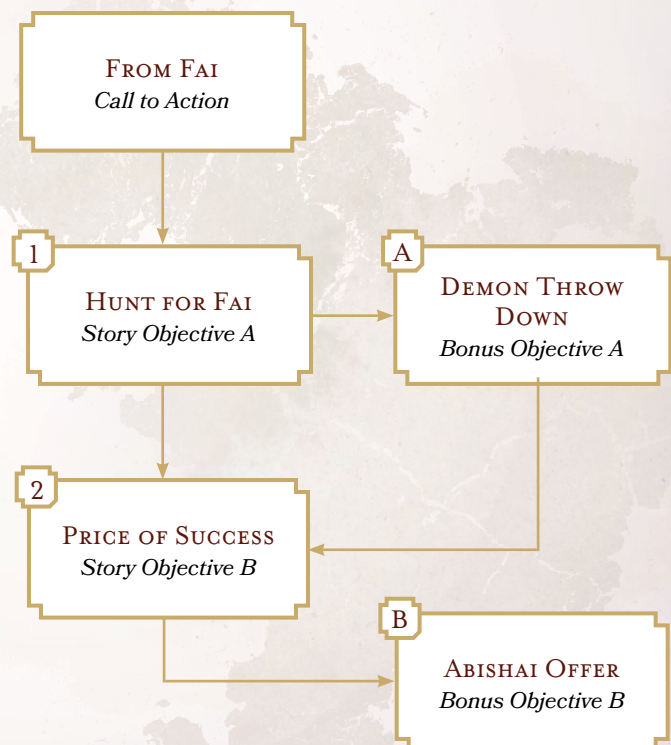 From Fai
Call to Action
1
Hunt for Fai
Story Objective A
A
Demon Throw
Down
Bonus Objective A
2
Price of Success
Story Objective B
B
Abishai Offer
Bonus Objective B